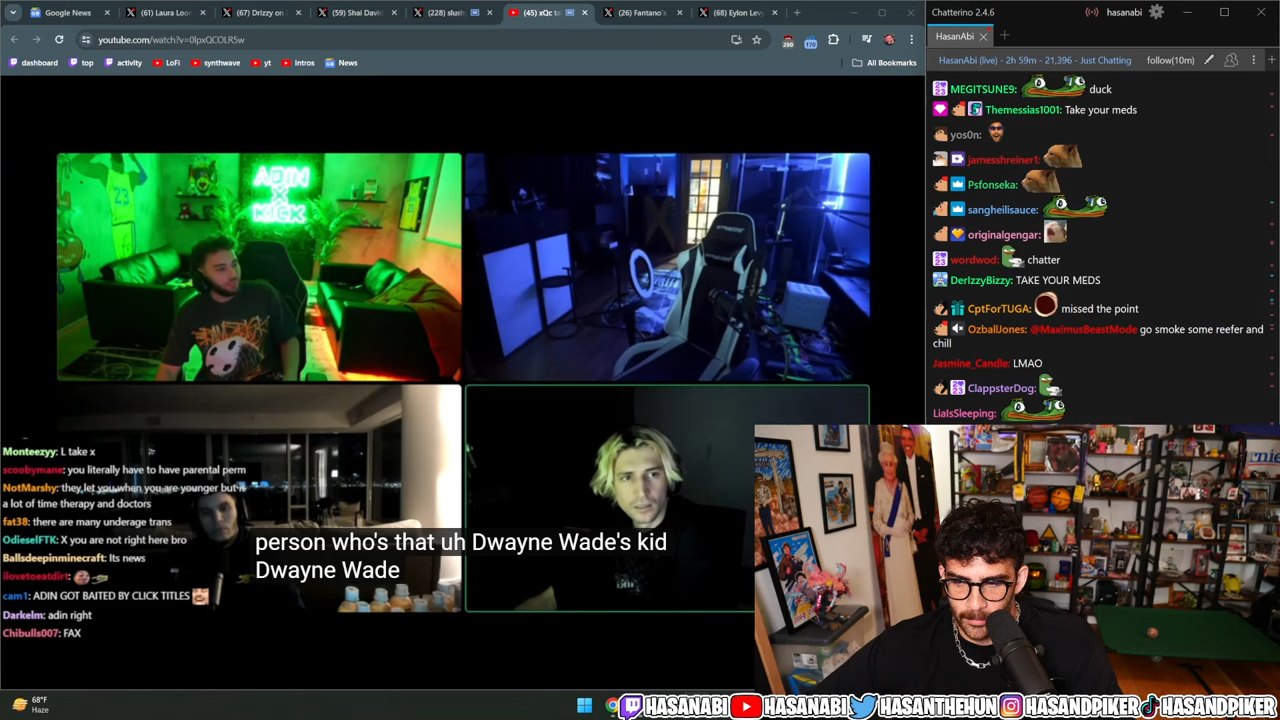 Google News
(61) Laura Loo
(67) Drizzy on
(59) Shai David
(228) slush
(45) xQc ta
(26) Fantano's
(68) Eylon Lev
youtube.com/watch?v=0lpxQCOLR5w
280
170
dashboard
top
activity
LoFi
synthwave
yt
intros
News
All Bookmarks
ADIN
X
KICK
23
Monteezyy: L take x
scoobymane: you literally have to have parental perm
NotMarshy: they let you when you are younger but is
a lot of time therapy and doctors
fat38: there are many underage trans
OdieselFTK: X you are not right here bro
Ballsdeepinminecraft: Its news
ilovetoeatdirt:
cam1: ADIN GOT BAITED BY CLICK TITLES
Darkelm: adin right
Chibulls007: FAX
person who's that uh Dwayne Wade's kid
Dwayne Wade
Chatterino 2.4.6
hasanabi
HasanAbi
HasanAbi (live) - 2h 59m - 21,396 - Just Chatting
follow(10m)
MEGITSUNE9: duck
Themessias1001: Take your meds
yos0n:
jamesshreiner1:
Psfonseka:
sangheilisauce:
originalgengar:
wordwod: chatter
DerIzzyBizzy: TAKE YOUR MEDS
CptForTUGA: missed the point
OzballJones: @MaximusBeastMode go smoke some reefer and
chill
Jasmine_Candle: LMAO
ClappsterDog:
LiaIsSleeping:
68°F
Haze
HASANABI
HASANABI
HASANTHEHUN
HASANDPIKER
HASANDPIKER